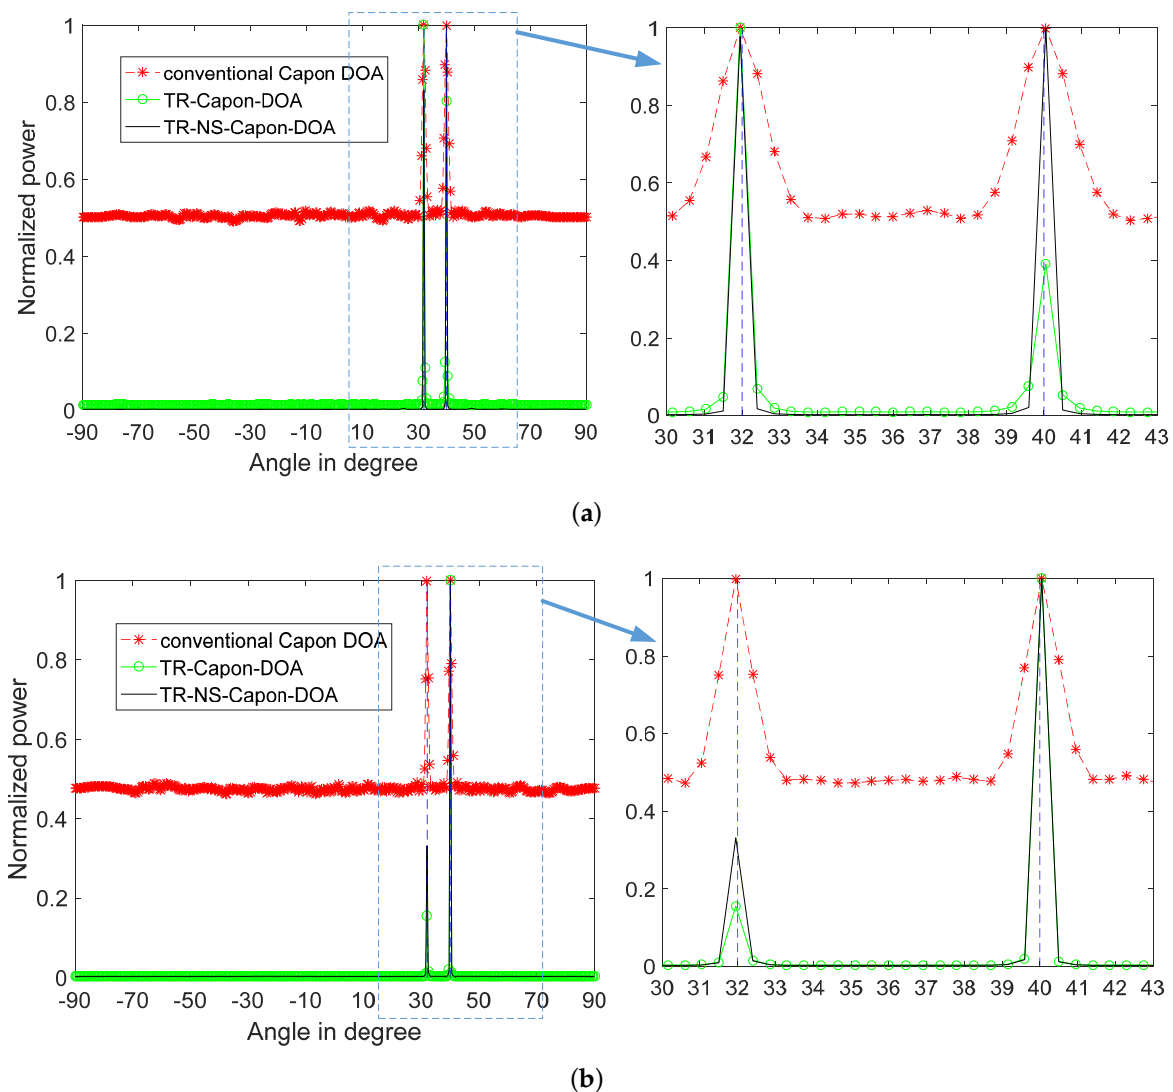 (a)
1
0.8
0.6
0.4
0.2
0
Normalized power
conventional Capon DOA
TR-Capon-DOA
TR-NS-Capon-DOA
-90 -70 -50 -30 -10 10 30 50 70 90
Angle in degree
1
0.8
0.6
0.4
0.2
0
30 31 32 33 34 35 36 37 38 39 40 41 42 43
(a)
1
0.8
0.6
0.4
0.2
0
Normalized power
conventional Capon DOA
TR-Capon-DOA
TR-NS-Capon-DOA
-90 -70 -50 -30 -10 10 30 50 70 90
Angle in degree
1
0.8
0.6
0.4
0.2
0
30 31 32 33 34 35 36 37 38 39 40 41 42 43
(b)